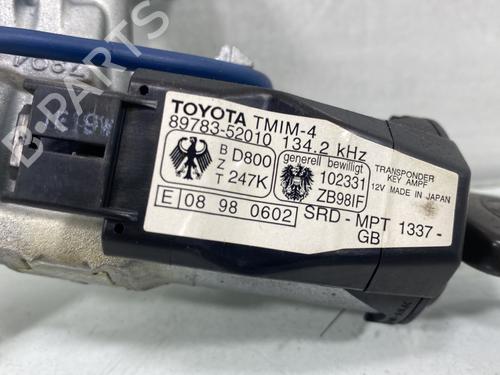 TOYOTA TMIM-4
89783-52010 134.2 kHz
B Z T D800 247K
generell bewilligt
102331
ZB98IF
TRANSPONDER
KEY AMPF
12V MADE IN JAPAN
E 08 98 0602
SRD - MPT 1337 -
GB